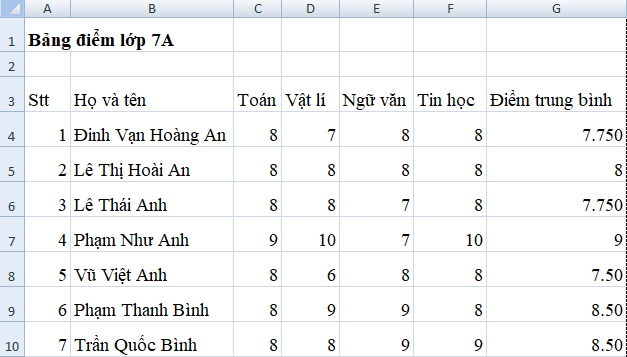 A B C D E F G
1 Bảng điểm lớp 7A
2
3 Stt Họ và tên Toán Vật lí Ngữ văn Tin học Điểm trung bình
4 1 Đinh Vạn Hoàng An 8 7 8 8 7.750
5 2 Lê Thị Hoài An 8 8 8 8 8
6 3 Lê Thái Anh 8 8 7 8 7.750
7 4 Phạm Như Anh 9 10 7 10 9
8 5 Vũ Việt Anh 8 6 8 8 7.50
9 6 Phạm Thanh Bình 8 9 9 8 8.50
10 7 Trần Quốc Bình 8 8 9 9 8.50